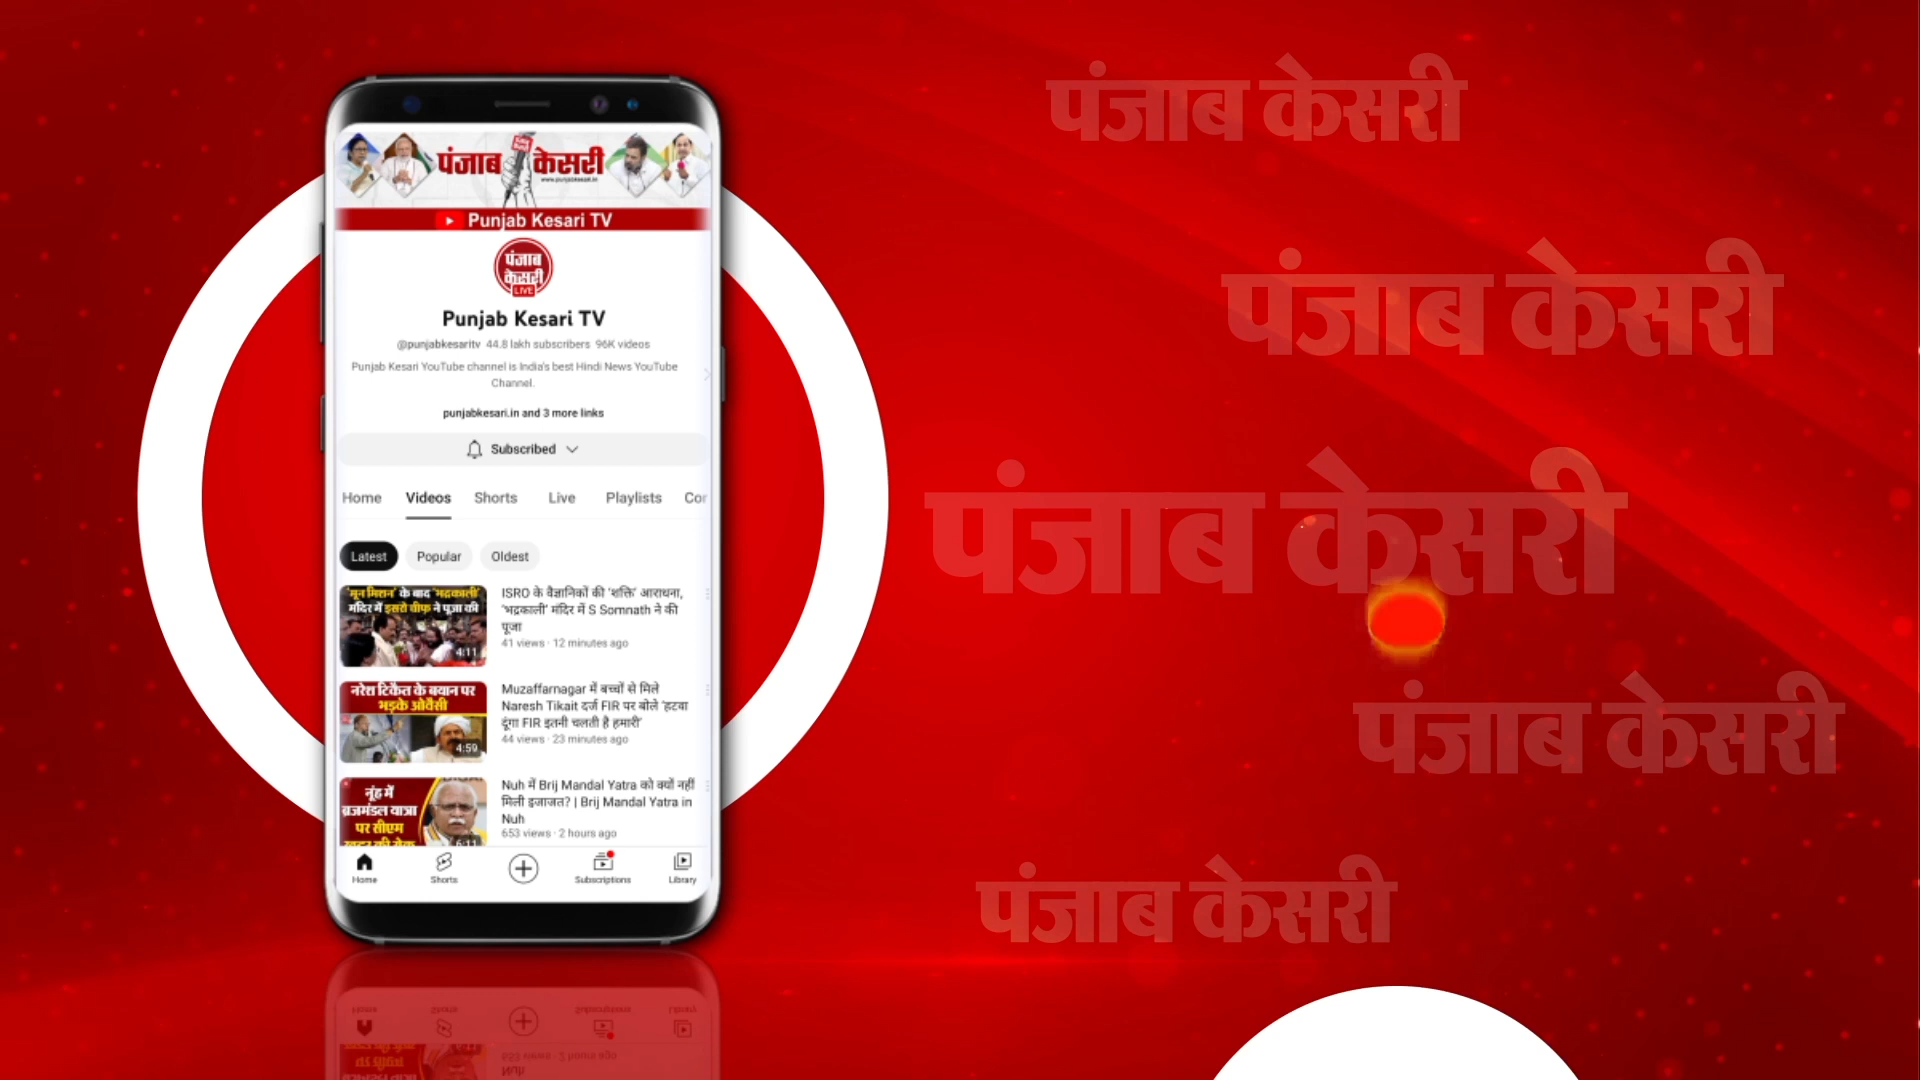 पंजाब केसरी
www.punjabkesari.in
Punjab Kesari TV
पंजाब
केसरी
LIVE
Punjab Kesari TV
@punjabkesaritv 44.8 lakh subscribers 96K videos
Punjab Kesari YouTube channel is India's best Hindi News YouTube
Channel.
punjabkesari.in and 3 more links
Subscribed
Home Videos Shorts Live Playlists Cor
Latest Popular Oldest
'मून मिशन' के बाद 'भद्रकाली'
मंदिर में इसरो चीफ ने पूजा की
4:11
ISRO के वैज्ञानिकों की 'शक्ति' आराधना,
'भद्रकाली' मंदिर में S Somnath ने की
पूजा
41 views · 12 minutes ago
नरेश टिकैत के बयान पर
भड़के ओवैसी
4:59
Muzaffarnagar में बच्चों से मिले
Naresh Tikait दर्ज FIR पर बोले 'हटवा
दूंगा FIR इतनी चलती है हमारी'
44 views · 23 minutes ago
नूंह में
ब्रजमंडल यात्रा
पर सीएम
6:11
Nuh में Brij Mandal Yatra को क्यों नहीं
मिली इजाजत? | Brij Mandal Yatra in
Nuh
653 views · 2 hours ago
Home Shorts Subscriptions Library
पंजाब केसरी
पंजाब केसरी
पंजाब केसरी
पंजाब केसरी
पंजाब केसरी